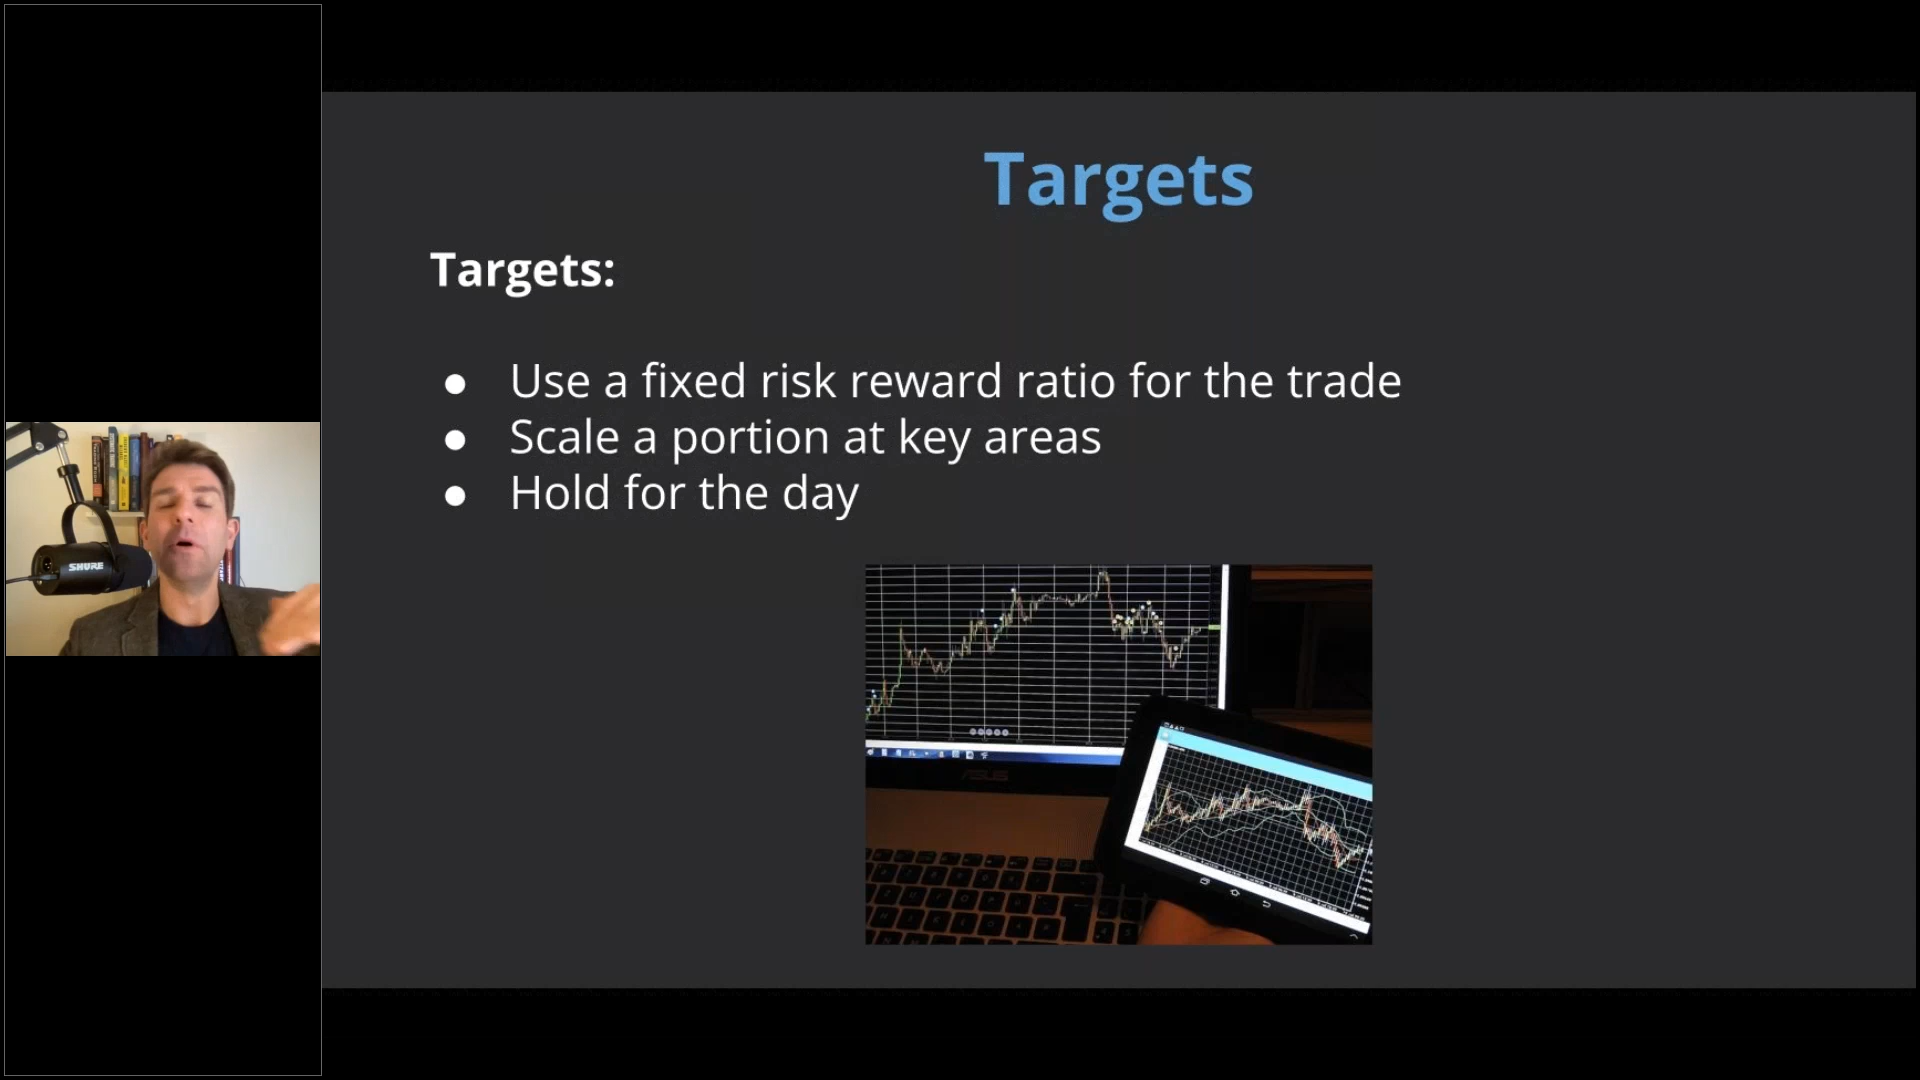 Targets
Targets:
● Use a fixed risk reward ratio for the trade
● Scale a portion at key areas
● Hold for the day
SHURE
ASUS